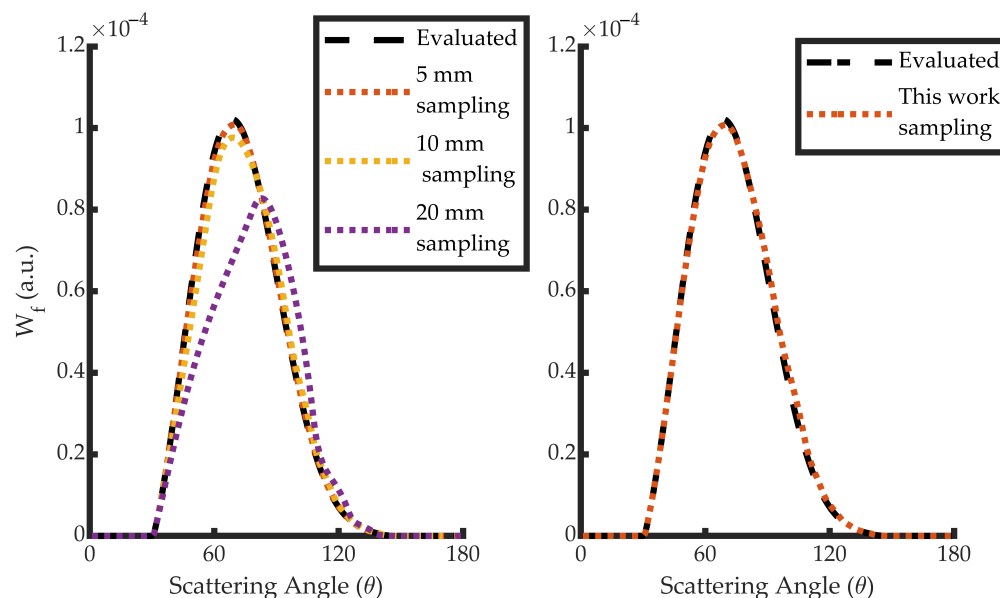 ×10⁻⁴
1.2
1
0.8
0.6
0.4
0.2
0
W_f (a.u.)
0 60 120 180
Scattering Angle (θ)
Evaluated
5 mm
sampling
10 mm
sampling
20 mm
sampling
×10⁻⁴
1.2
1
0.8
0.6
0.4
0.2
0
0 60 120 180
Scattering Angle (θ)
Evaluated
This work
sampling